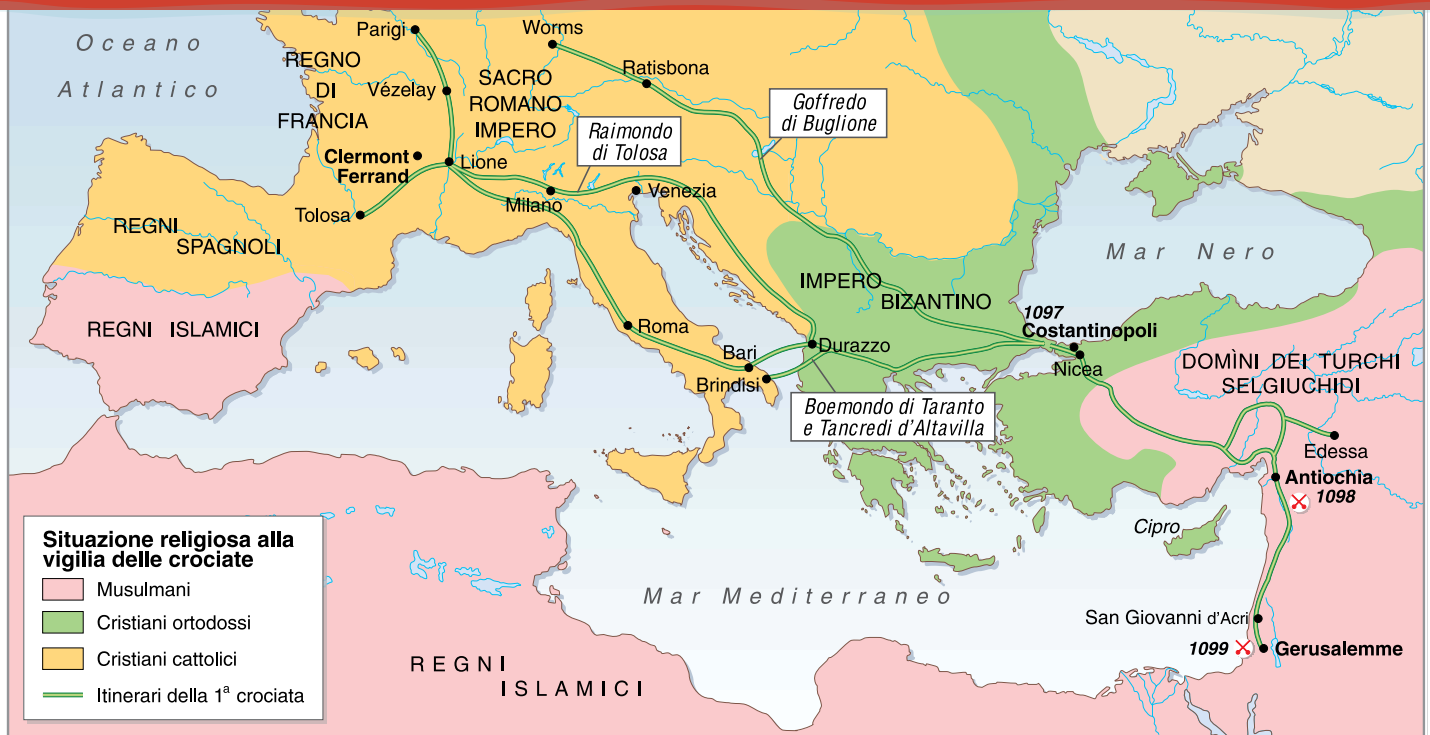 Oceano
Atlantico
Parigi
REGNO
DI
FRANCIA
Vézelay
Clermont
Ferrand
Lione
Tolosa
Worms
Ratisbona
SACRO
ROMANO
IMPERO
Raimondo
di Tolosa
Goffredo
di Buglione
Milano
Venezia
REGNI
SPAGNOLI
REGNI ISLAMICI
Roma
Bari
Brindisi
Durazzo
IMPERO
BIZANTINO
Mar Nero
1097
Costantinopoli
Nicea
DOMÌNI DEI TURCHI
SELGIUCHIDI
Boemondo di Taranto
e Tancredi d'Altavilla
Edessa
Antiochia
1098
Cipro
Mar Mediterraneo
San Giovanni d'Acri
1099
Gerusalemme
REGNI
ISLAMICI
Situazione religiosa alla
vigilia delle crociate
Musulmani
Cristiani ortodossi
Cristiani cattolici
Itinerari della 1a crociata